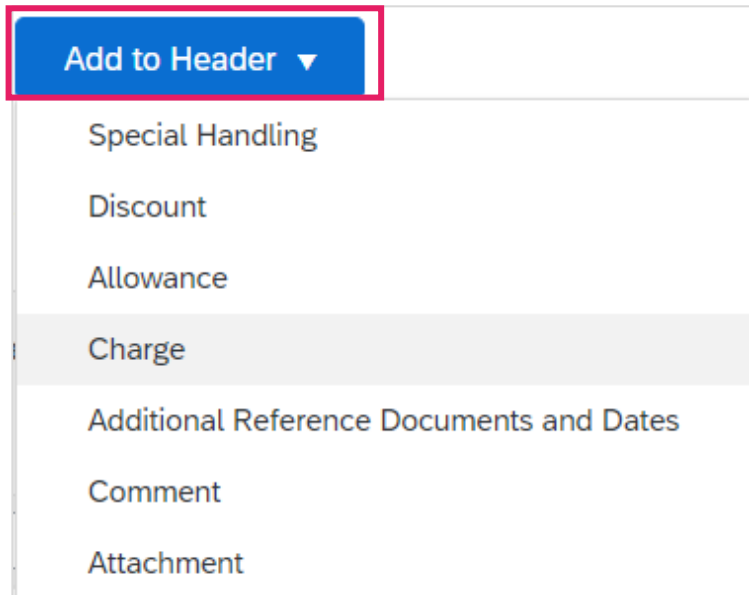 Add to Header ▼
Special Handling
Discount
Allowance
Charge
Additional Reference Documents and Dates
Comment
Attachment